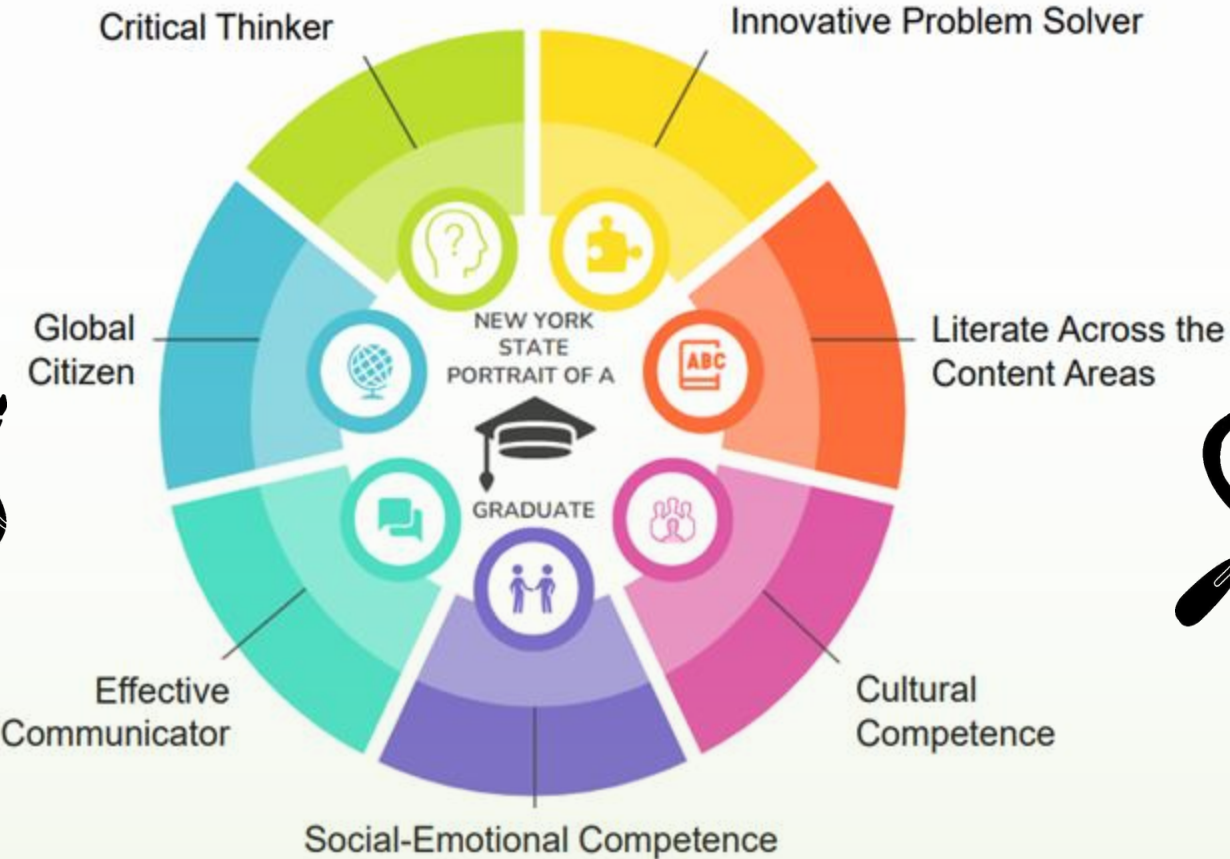 Critical Thinker
Innovative Problem Solver
Global
Citizen
NEW YORK
STATE
PORTRAIT OF A
GRADUATE
?
ABC
Literate Across the
Content Areas
Effective
Communicator
Cultural
Competence
Social-Emotional Competence